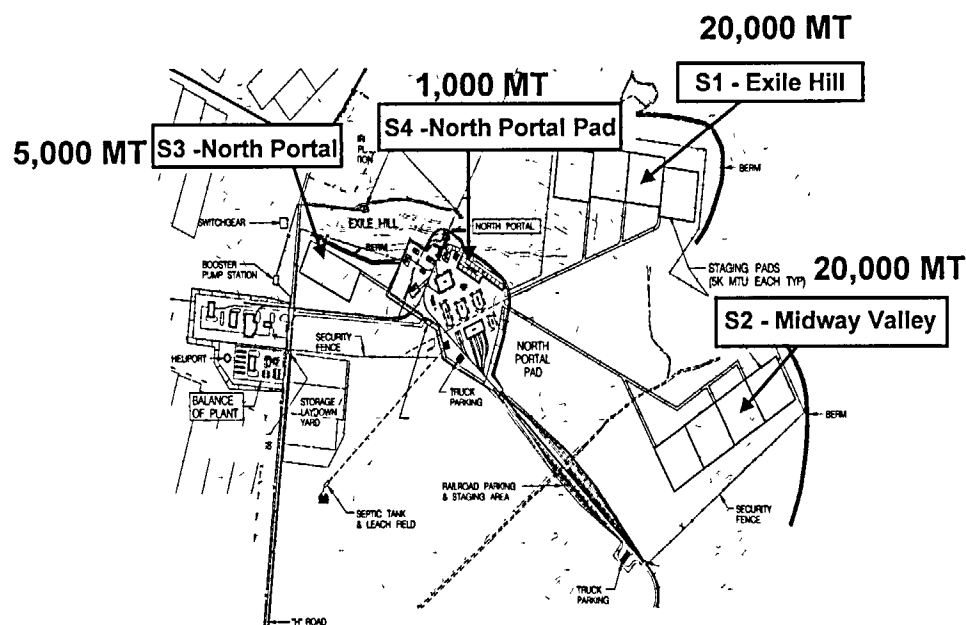 20,000 MT
S1 - Exile Hill
1,000 MT
S4 -North Portal Pad
5,000 MT
S3 -North Portal
BERM
SWITCHGEAR
EXILE HILL
NORTH PORTAL
BERM
BOOSTER
PUMP STATION
STAGING PADS
(5K MTU EACH TYP)
20,000 MT
S2 - Midway Valley
SECURITY
FENCE
NORTH
PORTAL
PAD
HELIPORT
TRUCK
PARKING
BALANCE
OF PLANT
STORAGE /
LAYDOWN
YARD
BERM
RAILROAD PARKING
& STAGING AREA
SEPTIC TANK
& LEACH FIELD
SECURITY
FENCE
TRUCK
PARKING
"H" ROAD